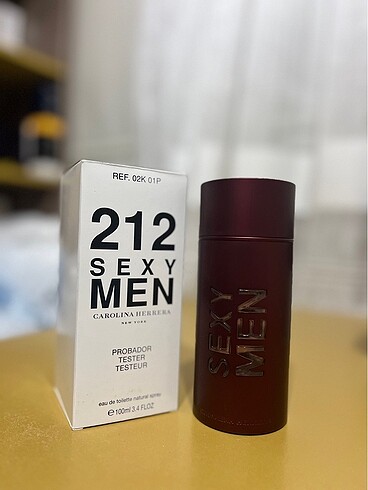 REF. 02K 01P
212
SEXY
MEN
CAROLINA HERRERA
NEW YORK
PROBADOR
TESTER
TESTEUR
eau de toilette natural spray
℮ 100ml 3.4 FL.OZ
SEXY
MEN